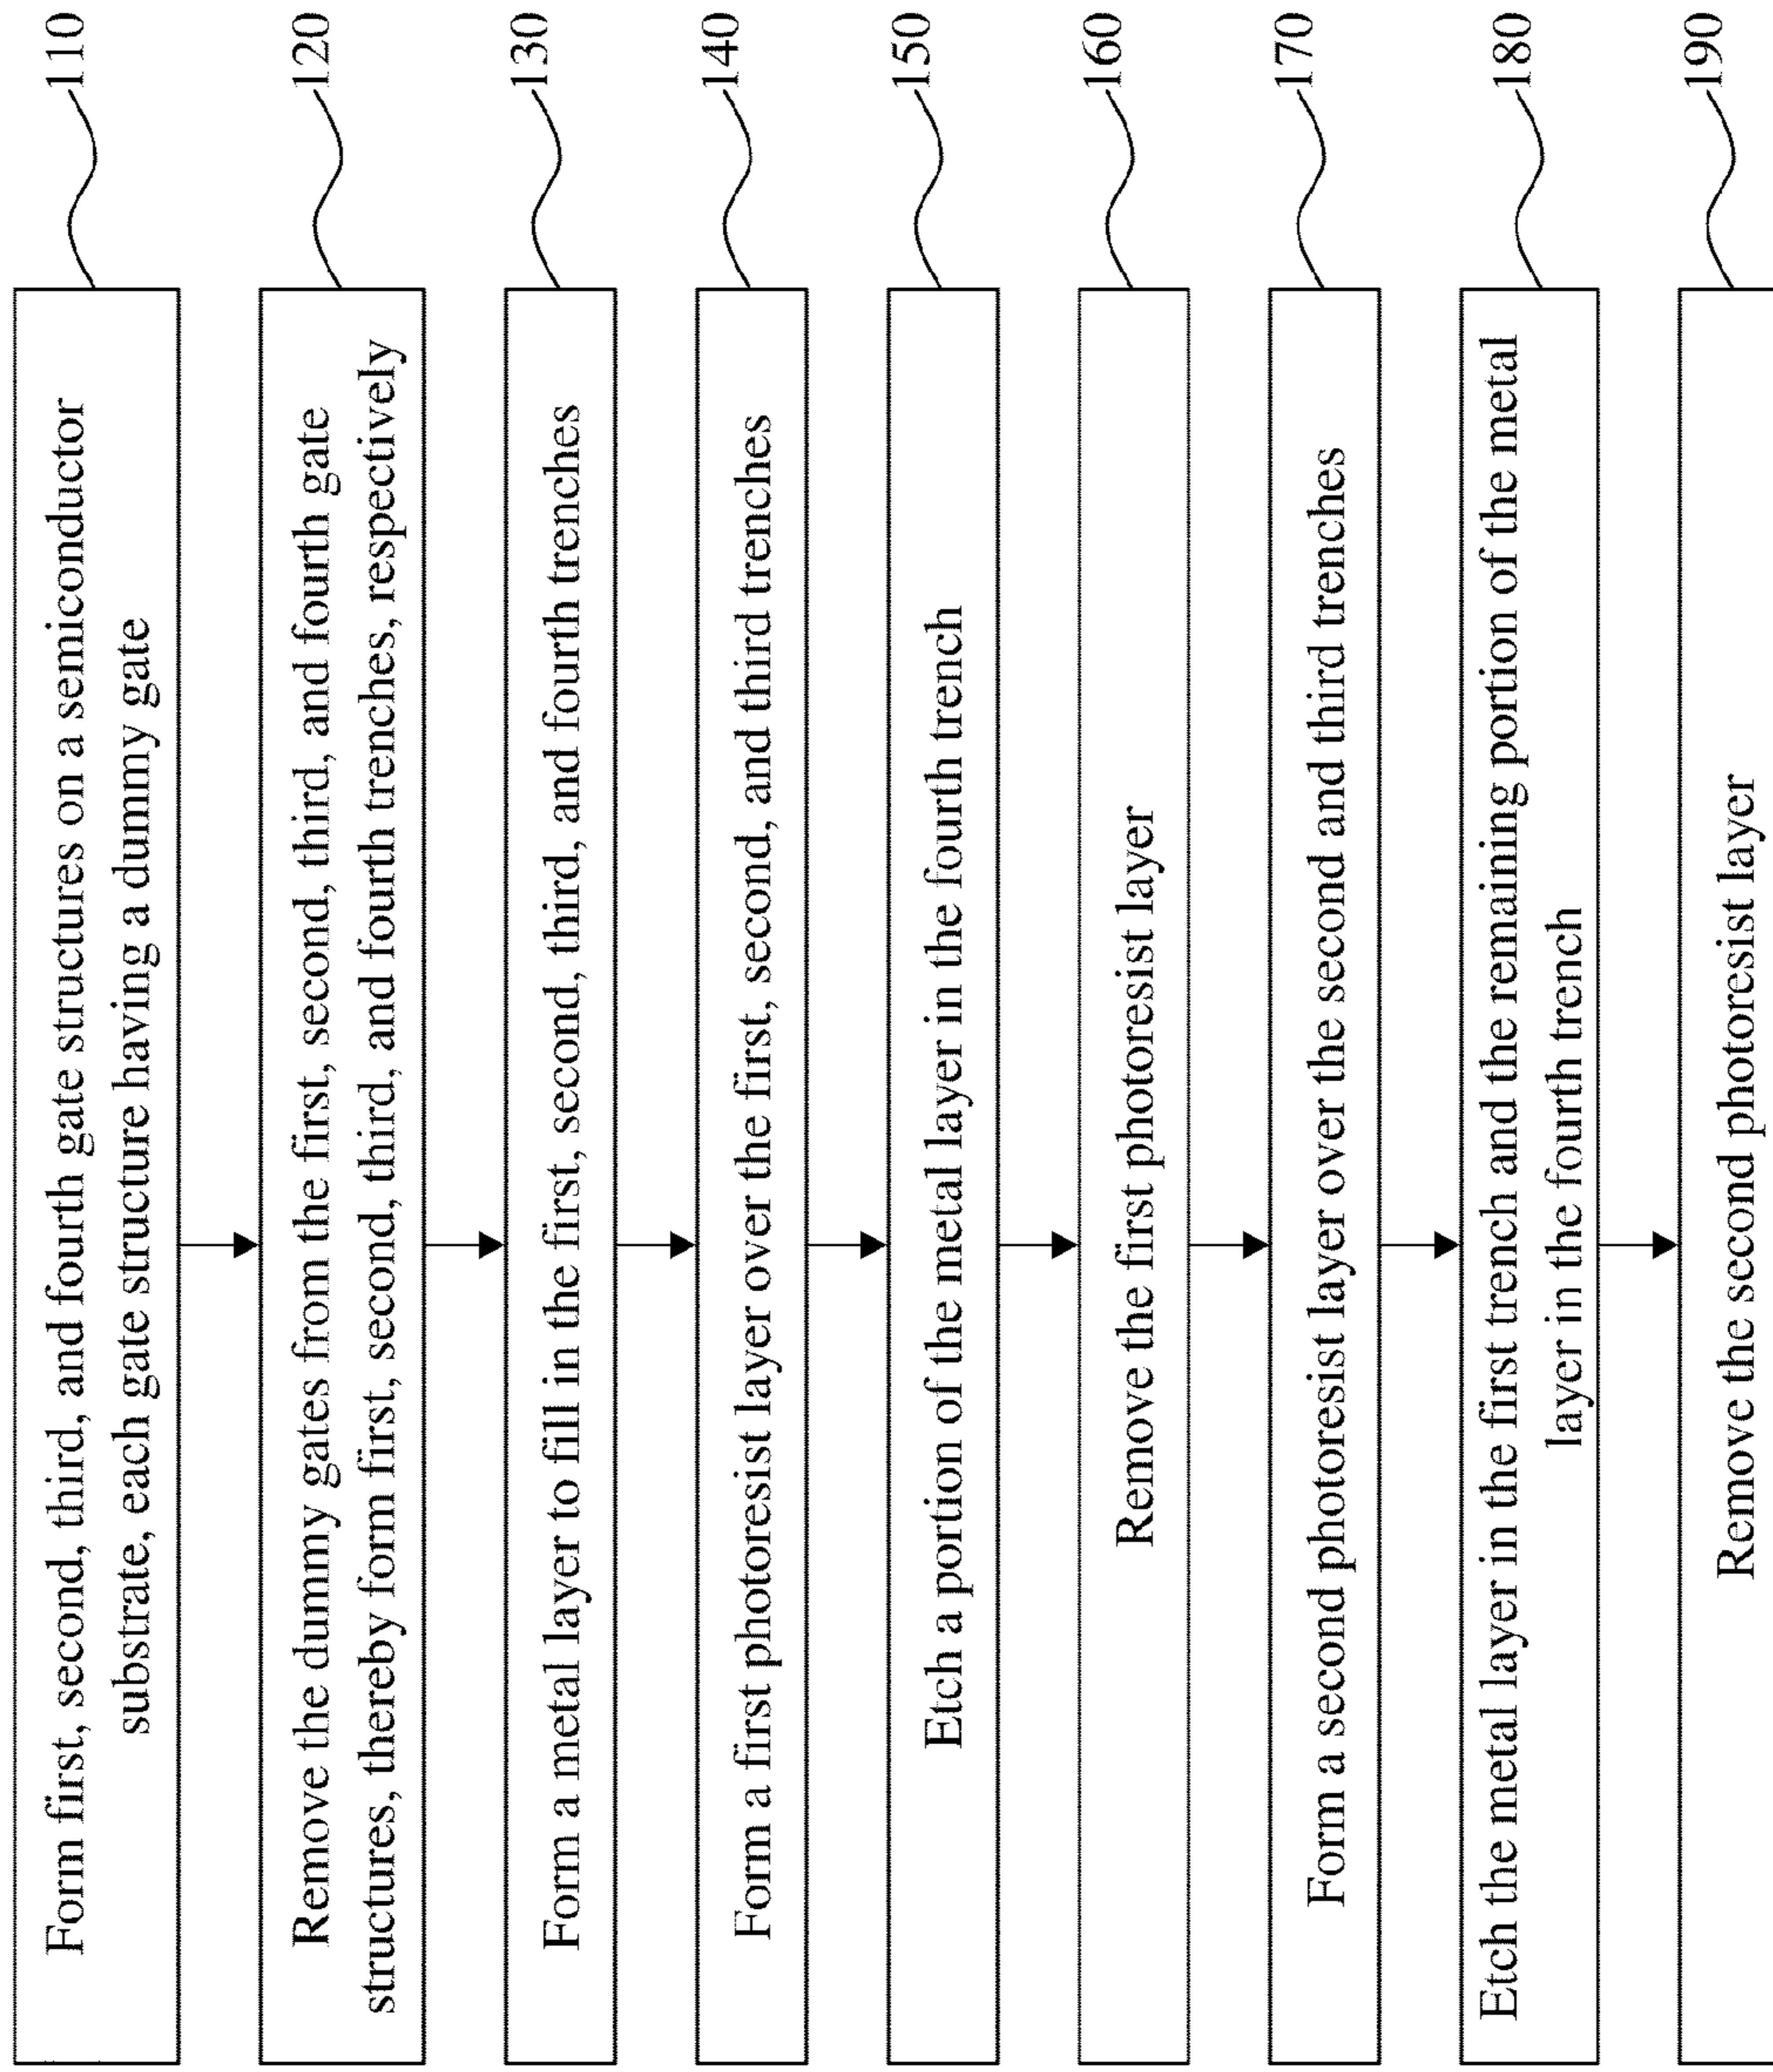 Form first, second, third, and fourth gate structures on a semiconductor
substrate, each gate structure having a dummy gate
110
Remove the dummy gates from the first, second, third, and fourth gate
structures, thereby form first, second, third, and fourth trenches, respectively
120
Form a metal layer to fill in the first, second, third, and fourth trenches
130
Form a first photoresist layer over the first, second, and third trenches
140
Etch a portion of the metal layer in the fourth trench
150
Remove the first photoresist layer
160
Form a second photoresist layer over the second and third trenches
170
Etch the metal layer in the first trench and the remaining portion of the metal
layer in the fourth trench
180
Remove the second photoresist layer
190